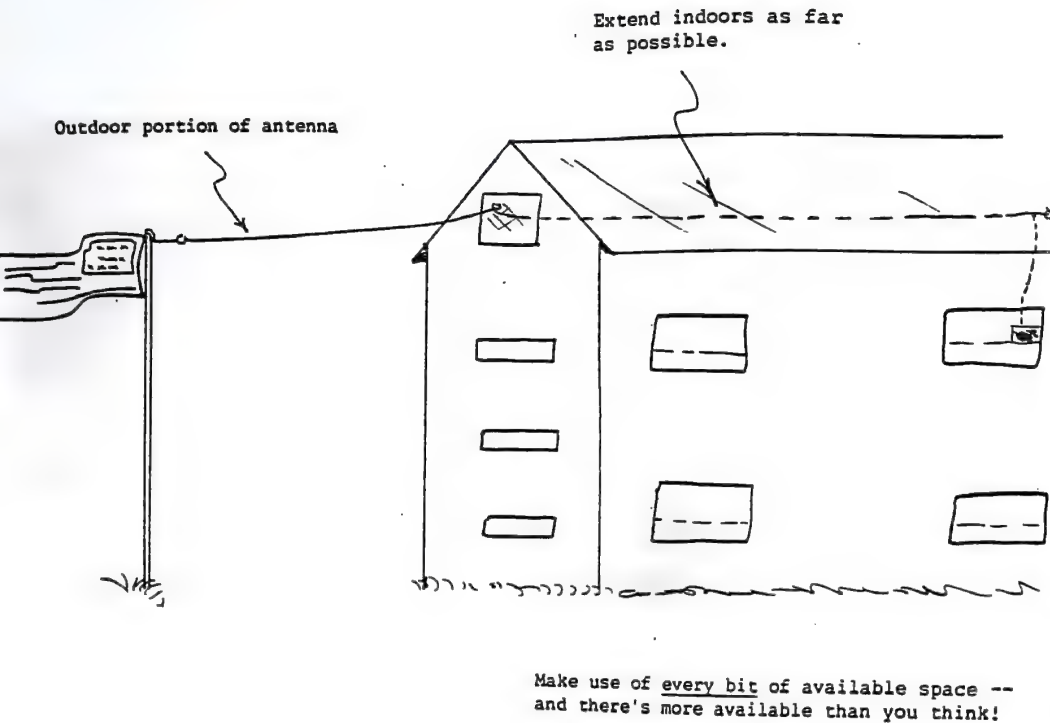 Extend indoors as far
as possible.
Outdoor portion of antenna
Make use of every bit of available space --
and there's more available than you think!